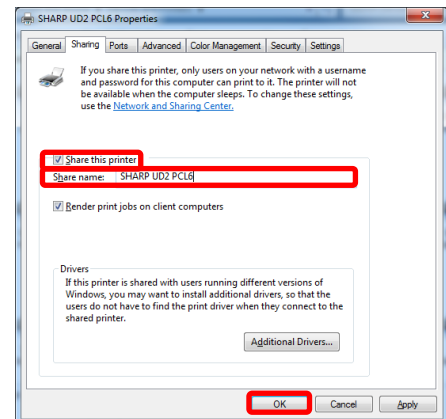 SHARP UD2 PCL6 Properties
General Sharing Ports Advanced Color Management Security Settings
If you share this printer, only users on your network with a username
and password for this computer can print to it. The printer will not
be available when the computer sleeps. To change these settings,
use the Network and Sharing Center.
Share this printer
Share name: SHARP UD2 PCL6
Render print jobs on client computers
Drivers
If this printer is shared with users running different versions of
Windows, you may want to install additional drivers, so that the
users do not have to find the print driver when they connect to the
shared printer.
Additional Drivers...
OK Cancel Apply